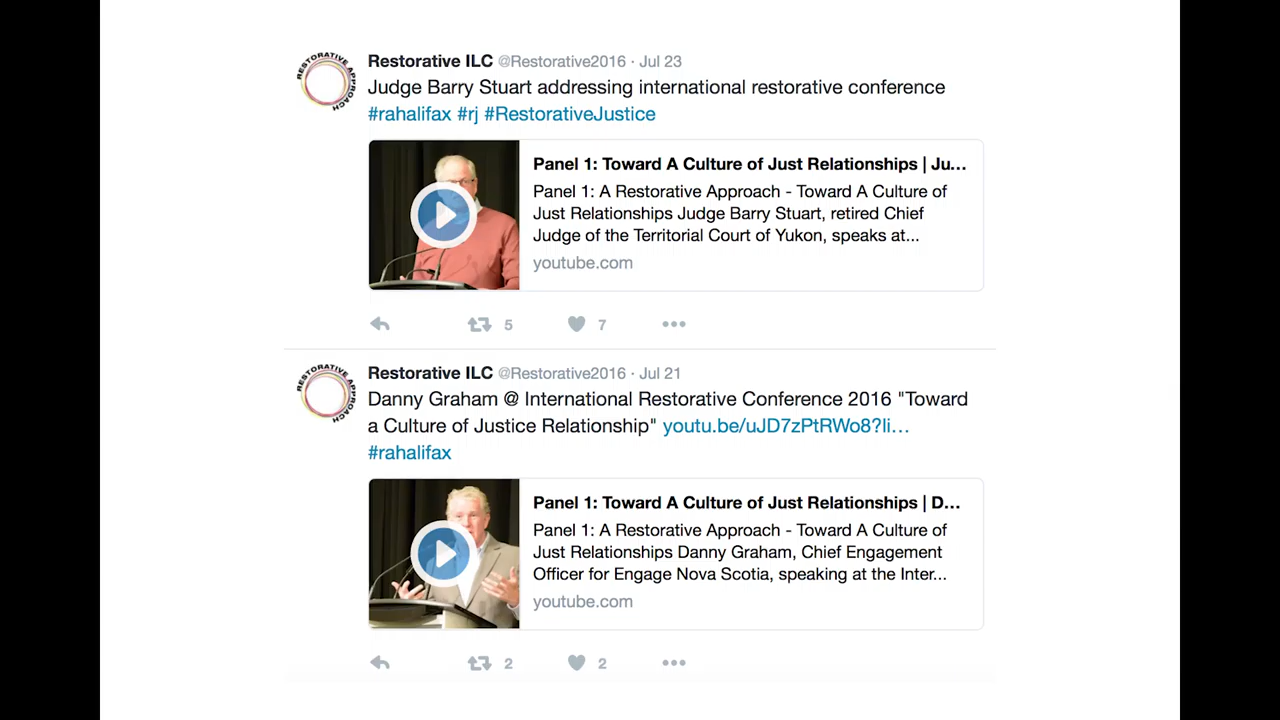 RESTORATIVE APPROACH
Restorative ILC @Restorative2016 · Jul 23
Judge Barry Stuart addressing international restorative conference
#rahalifax #rj #RestorativeJustice
Panel 1: Toward A Culture of Just Relationships | Ju...
Panel 1: A Restorative Approach - Toward A Culture of
Just Relationships Judge Barry Stuart, retired Chief
Judge of the Territorial Court of Yukon, speaks at...
youtube.com
5 7
RESTORATIVE APPROACH
Restorative ILC @Restorative2016 · Jul 21
Danny Graham @ International Restorative Conference 2016 "Toward
a Culture of Justice Relationship" youtu.be/uJD7zPtRWo8?li...
#rahalifax
Panel 1: Toward A Culture of Just Relationships | D...
Panel 1: A Restorative Approach - Toward A Culture of
Just Relationships Danny Graham, Chief Engagement
Officer for Engage Nova Scotia, speaking at the Inter...
youtube.com
2 2